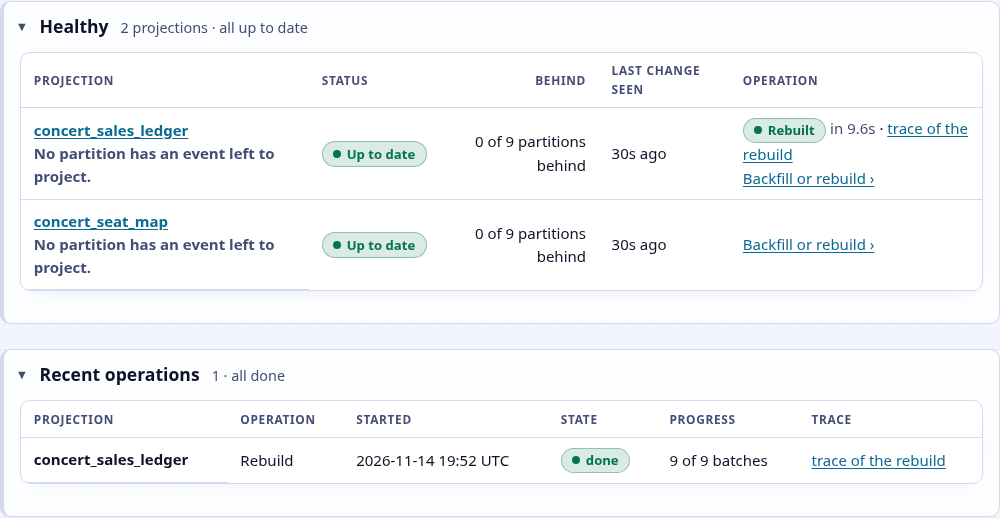 ▼ Healthy 2 projections · all up to date
PROJECTION STATUS BEHIND LAST CHANGE SEEN OPERATION
concert_sales_ledger
No partition has an event left to
project.
Up to date
0 of 9 partitions
behind
30s ago
Rebuilt in 9.6s · trace of the
rebuild
Backfill or rebuild ›
concert_seat_map
No partition has an event left to
project.
Up to date
0 of 9 partitions
behind
30s ago
Backfill or rebuild ›
▼ Recent operations 1 · all done
PROJECTION OPERATION STARTED STATE PROGRESS TRACE
concert_sales_ledger Rebuild 2026-11-14 19:52 UTC done 9 of 9 batches trace of the rebuild